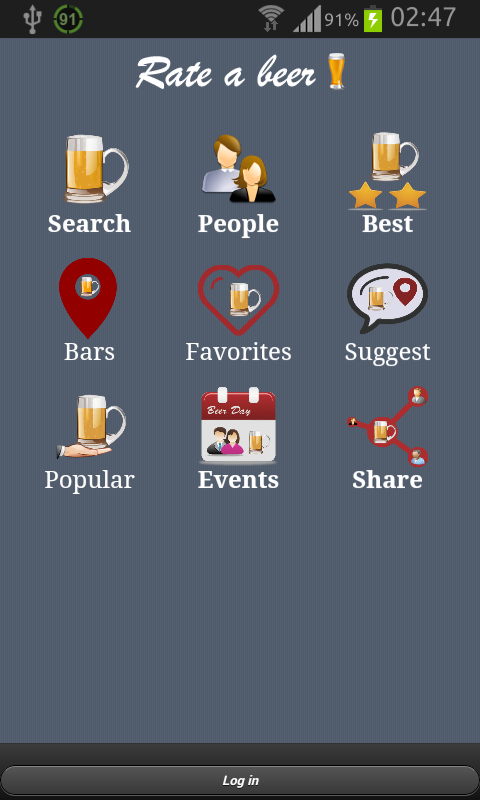 91 91% 02:47
Rate a beer
Search People Best
Bars Favorites Suggest
Beer Day
Popular Events Share
Log in